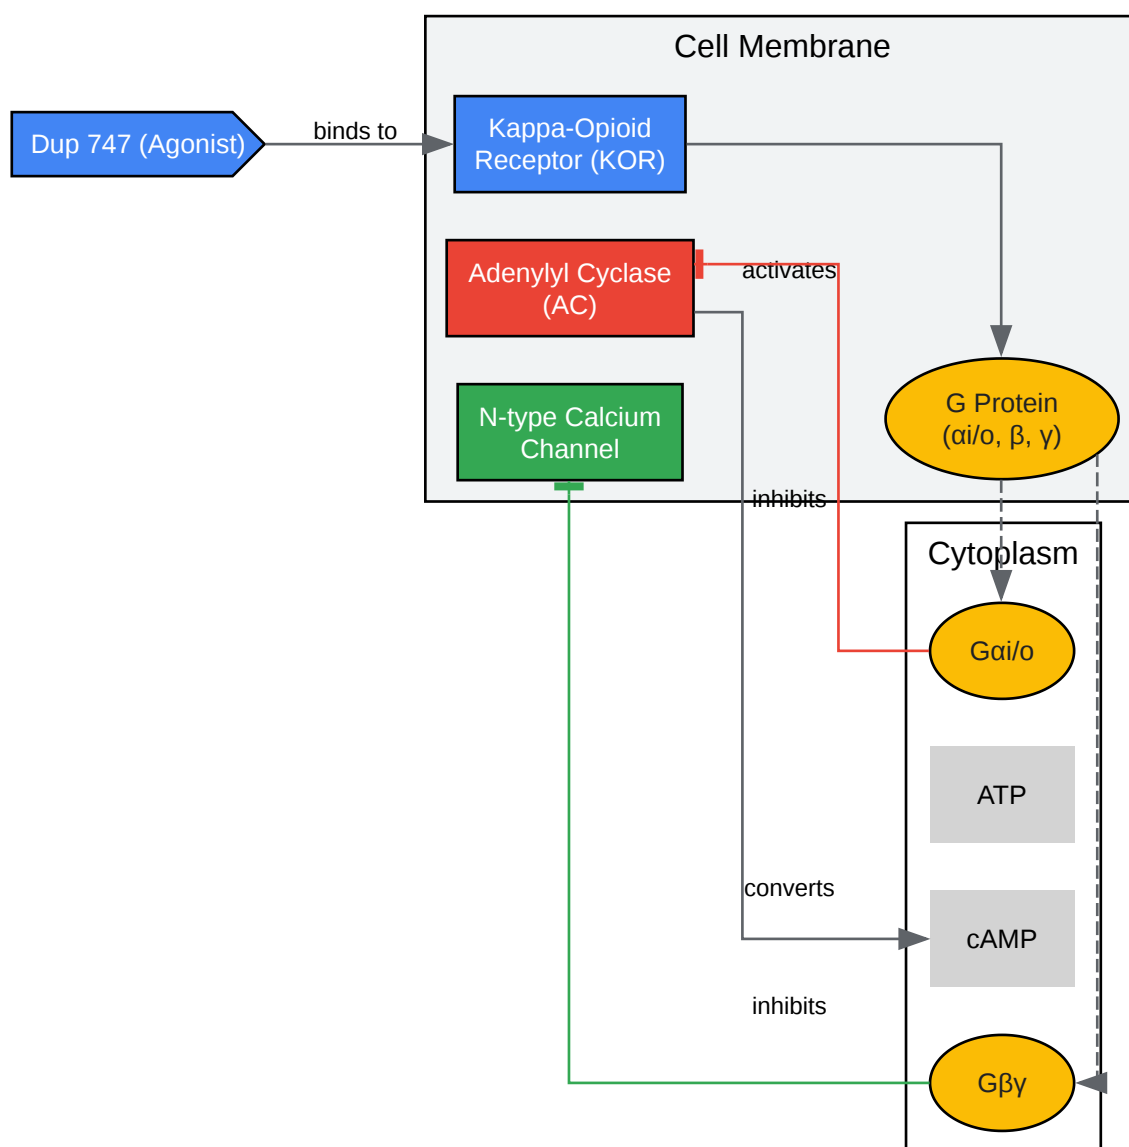 Cell Membrane
Dup 747 (Agonist)
binds to
Kappa-Opioid
Receptor (KOR)
Adenylyl Cyclase
(AC)
activates
N-type Calcium
Channel
G Protein
(αi/o, β, γ)
inhibits
Cytoplasm
Gαi/o
ATP
converts
cAMP
inhibits
Gβγ